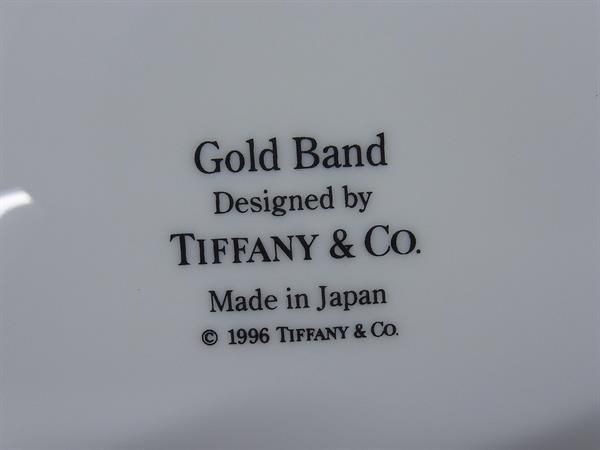 Gold Band
Designed by
TIFFANY & CO.
Made in Japan
© 1996 TIFFANY & CO.